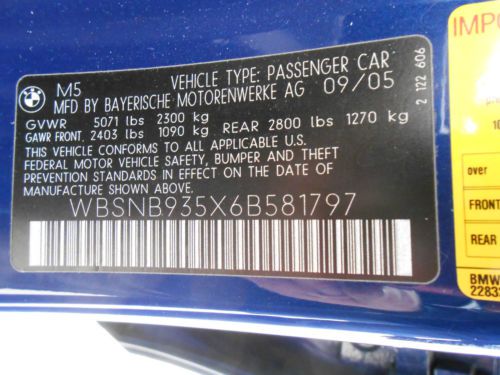 BMW
M5 VEHICLE TYPE: PASSENGER CAR
MFD BY BAYERISCHE MOTORENWERKE AG 09/05
GVWR 5071 lbs 2300 kg
GAWR FRONT 2403 lbs 1090 kg REAR 2800 lbs 1270 kg
THIS VEHICLE CONFORMS TO ALL APPLICABLE
FEDERAL MOTOR VEHICLE SAFETY, BUMPER AND THEFT
PREVENTION STANDARDS IN EFFECT ON THE DATE OF
MANUFACTURE SHOWN ABOVE
WBSNB935X6B581797
2 122 606
over
FRONT
REAR
BMW